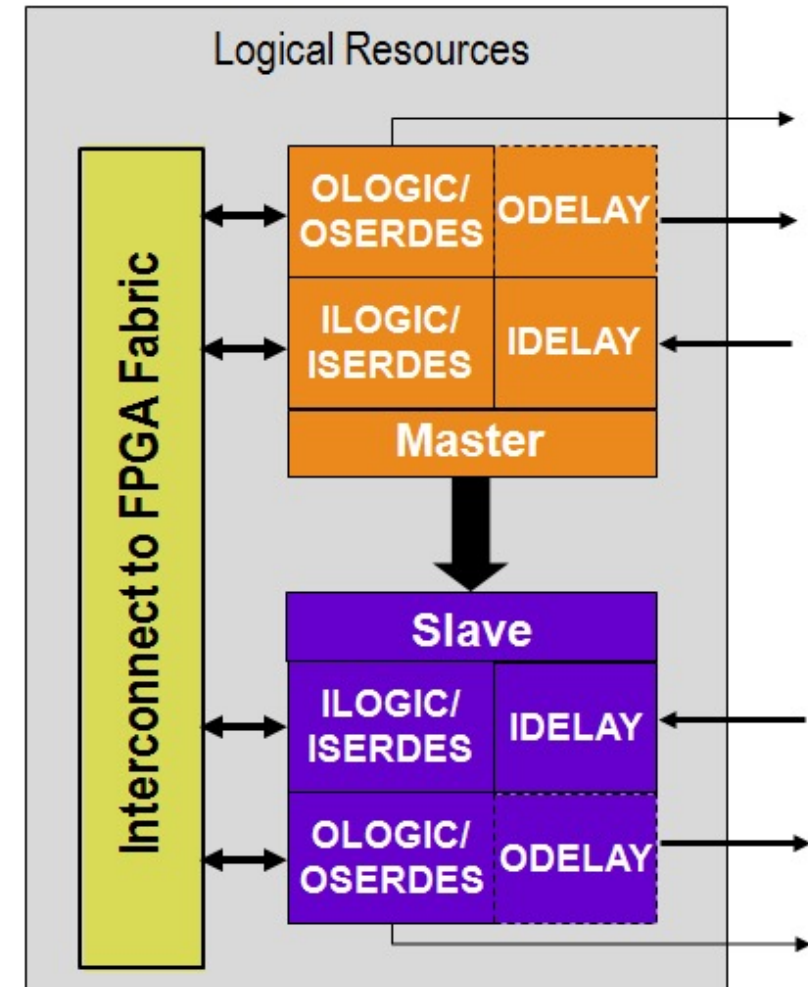 Logical Resources
Interconnect to FPGA Fabric
OLOGIC/
OSERDES
ODELAY
ILOGIC/
ISERDES
IDELAY
Master
Slave
ILOGIC/
ISERDES
IDELAY
OLOGIC/
OSERDES
ODELAY